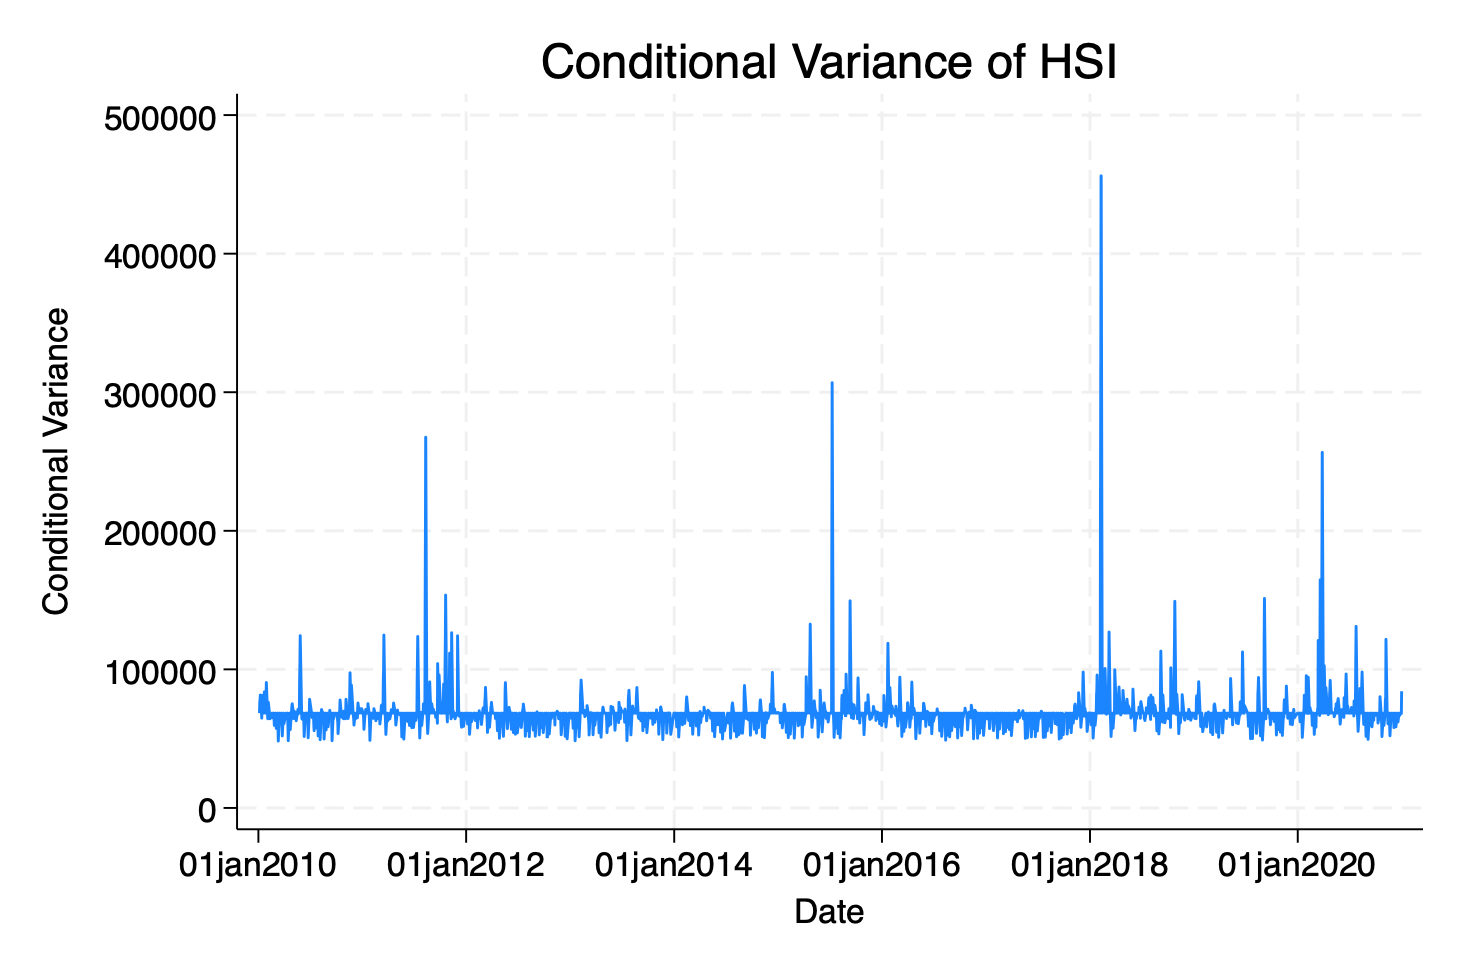 Conditional Variance of HSI
Conditional Variance
500000
400000
300000
200000
100000
0
01jan2010 01jan2012 01jan2014 01jan2016 01jan2018 01jan2020
Date